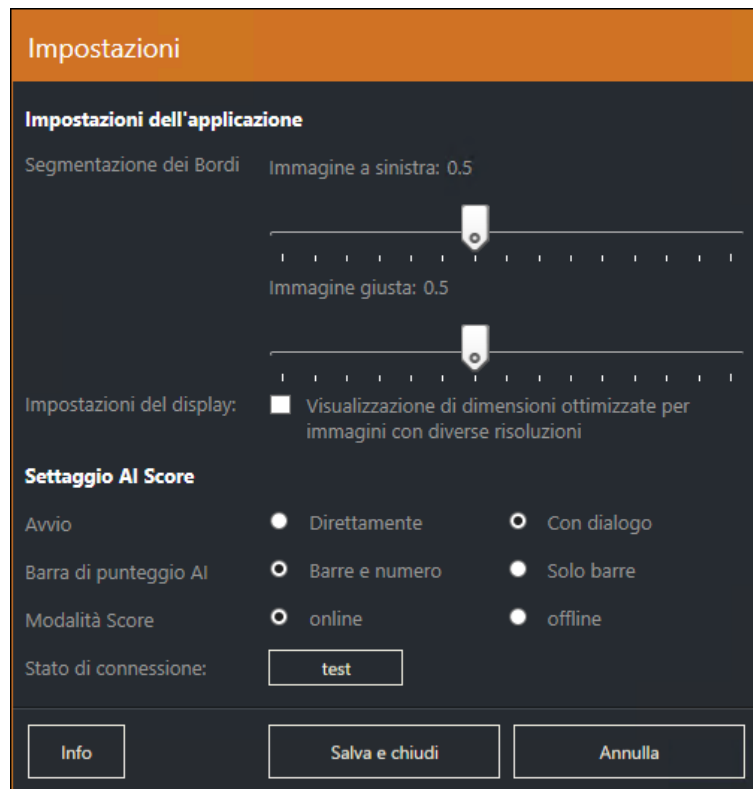 Impostazioni
Impostazioni dell'applicazione
Segmentazione dei Bordi
Immagine a sinistra: 0.5
Immagine giusta: 0.5
Impostazioni del display:
Visualizzazione di dimensioni ottimizzate per
immagini con diverse risoluzioni
Settaggio AI Score
Avvio Direttamente Con dialogo
Barra di punteggio AI Barre e numero Solo barre
Modalità Score online offline
Stato di connessione: test
Info Salva e chiudi Annulla